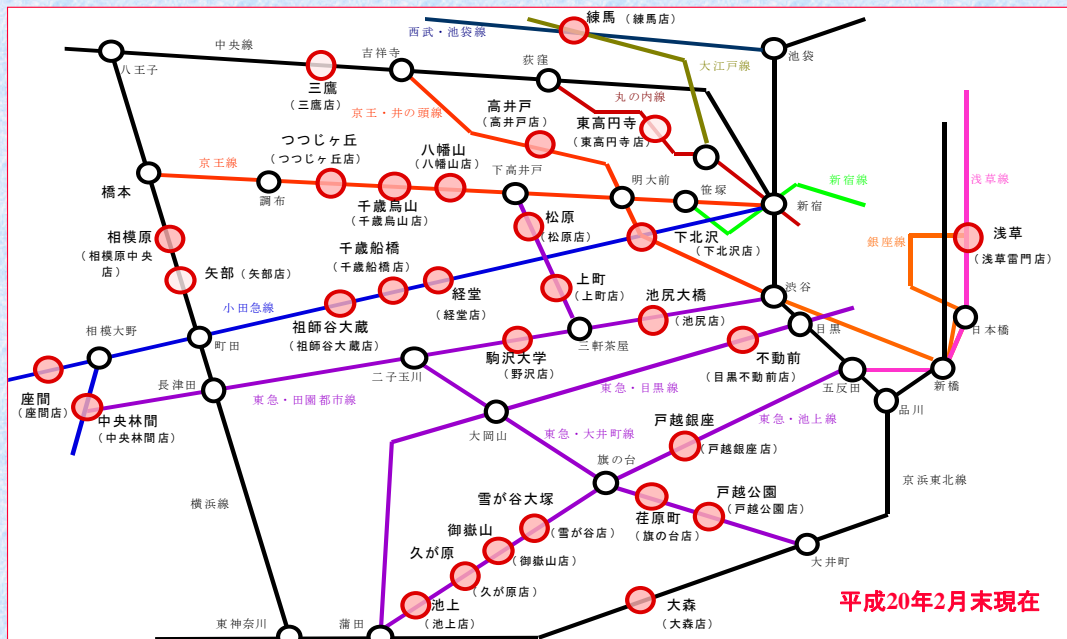 練馬（練馬店）
西武・池袋線
中央線
吉祥寺
荻窪
大江戸線
池袋
八王子
三鷹
（三鷹店）
丸の内線
高井戸
（高井戸店）
東高円寺
（東高円寺店）
京王・井の頭線
つつじヶ丘
（つつじヶ丘店）
八幡山
（八幡山店）
京王線
下高井戸
明大前
笹塚
新宿線
浅草線
橋本
調布
千歳烏山
（千歳烏山店）
新宿
松原
（松原店）
下北沢
（下北沢店）
銀座線
浅草
（浅草雷門店）
相模原
（相模原中央
店）
千歳船橋
（千歳船橋店）
矢部（矢部店）
経堂
（経堂店）
上町
（上町店）
池尻大橋
（池尻店）
渋谷
小田急線
祖師谷大蔵
（祖師谷大蔵店）
相模大野
町田
三軒茶屋
目黒
日本橋
駒沢大学
（野沢店）
不動前
（目黒不動前店）
座間
（座間店）
長津田
二子玉川
五反田
新橋
東急・田園都市線
東急・目黒線
品川
中央林間
（中央林間店）
大岡山
東急・大井町線
戸越銀座
（戸越銀座店）
東急・池上線
旗の台
京浜東北線
横浜線
雪が谷大塚
（雪が谷店）
荏原町
（旗の台店）
戸越公園
（戸越公園店）
御嶽山
（御嶽山店）
大井町
久が原
（久が原店）
池上
（池上店）
大森
（大森店）
平成20年2月末現在
東神奈川
蒲田